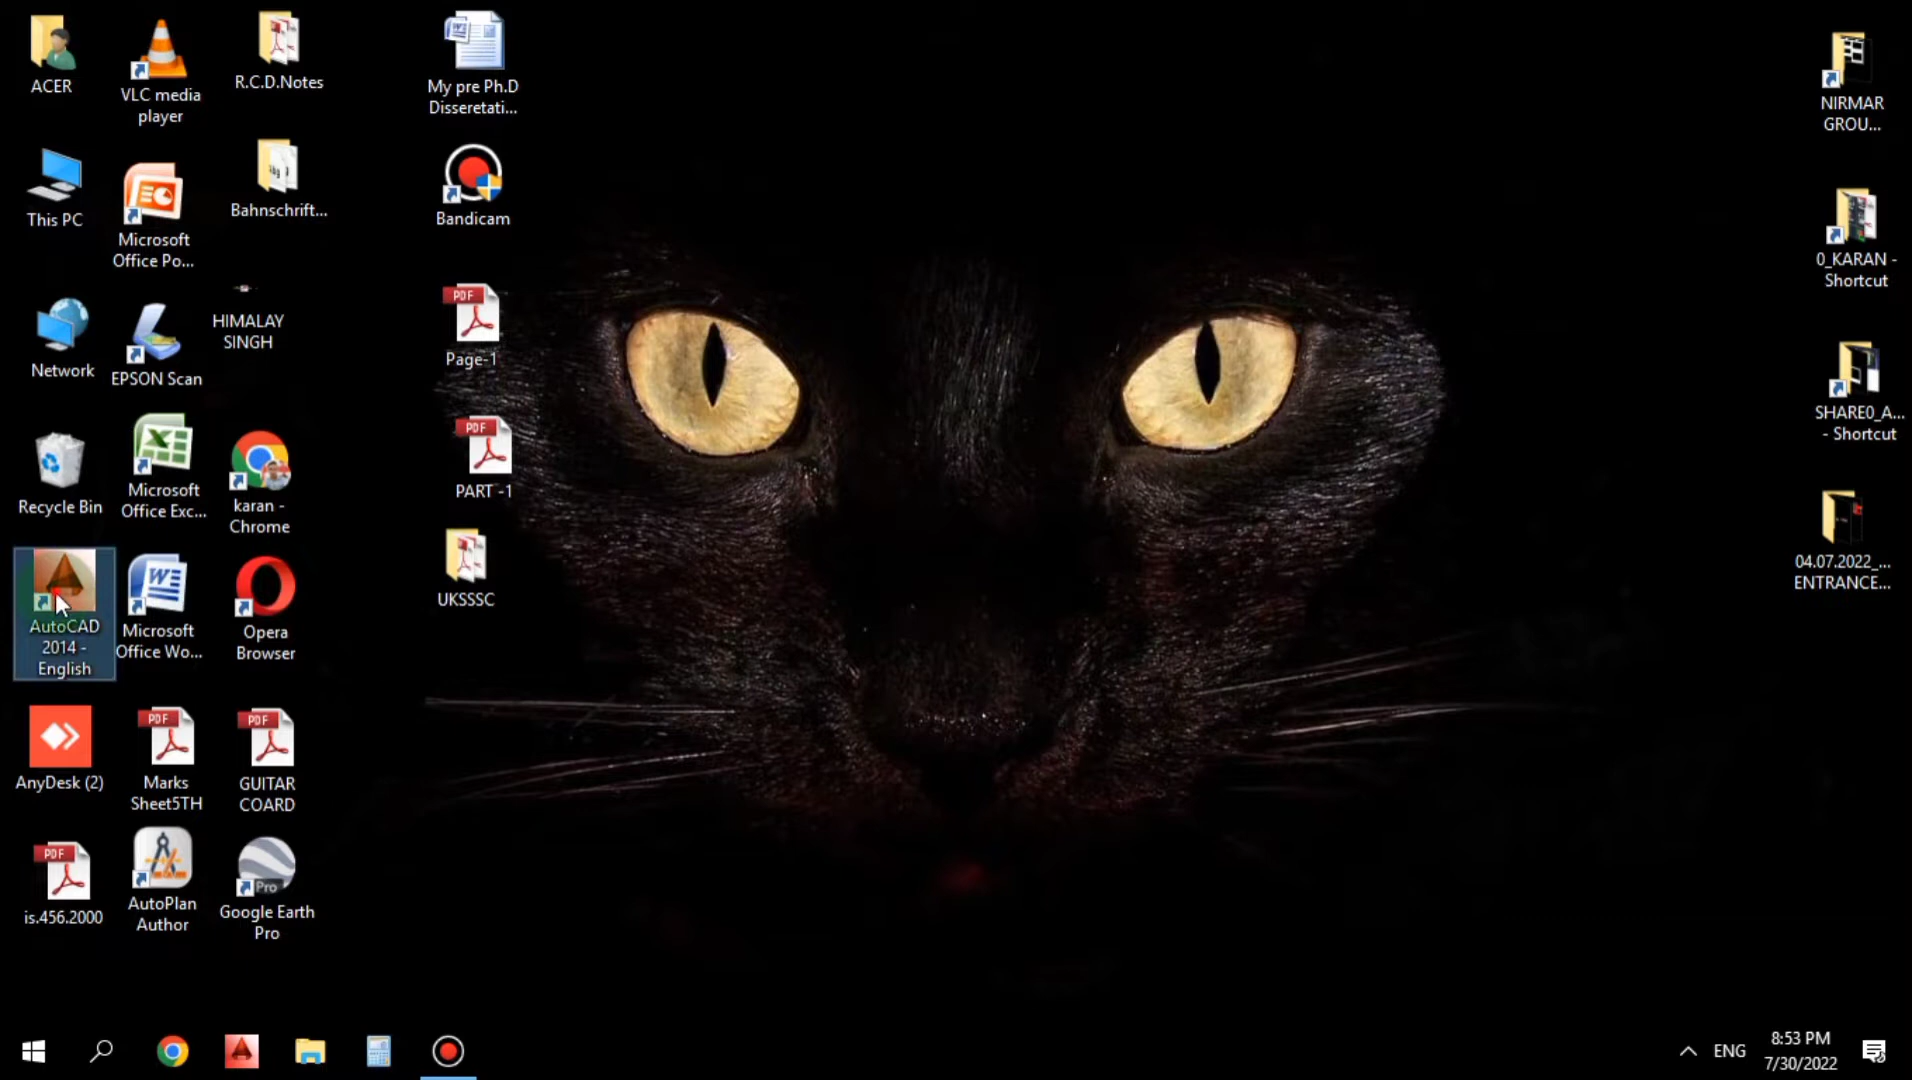 ACER
VLC media
player
R.C.D.Notes
My pre Ph.D
Disseretati...
NIRMAR
GROU...
This PC
Microsoft
Office Po...
Bahnschrift...
Bandicam
0_KARAN -
Shortcut
Network
EPSON Scan
HIMALAY
SINGH
PDF
Page-1
SHARE0_A...
- Shortcut
Recycle Bin
Microsoft
Office Exc...
karan -
Chrome
PDF
PART -1
04.07.2022_...
ENTRANCE...
AutoCAD
2014 -
English
Microsoft
Office Wo...
Opera
Browser
UKSSSC
AnyDesk (2)
PDF
Marks
Sheet5TH
PDF
GUITAR
COARD
PDF
is.456.2000
AutoPlan
Author
Pro
Google Earth
Pro
ENG
8:53 PM
7/30/2022